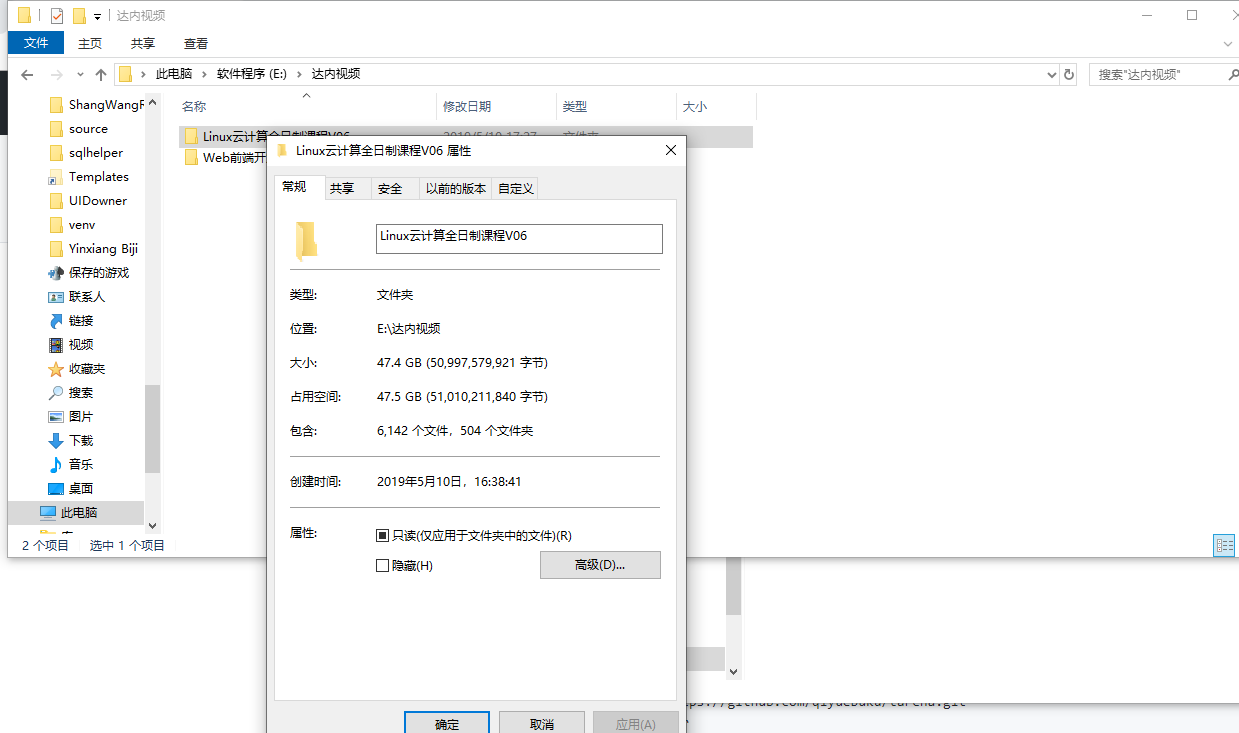 达内视频
文件 主页 共享 查看
此电脑 软件程序 (E:) 达内视频 搜索"达内视频"
名称 修改日期 类型 大小
ShangWangF
source
sqlhelper
Templates
UIDowner
venv
Yinxiang Biji
保存的游戏
联系人
链接
视频
收藏夹
搜索
图片
下载
音乐
桌面
此电脑
2 个项目 选中 1 个项目
Linux云计算全日制课程V06 2019/5/10 17:27 文件夹
Web前端开
Linux云计算全日制课程V06 属性
常规 共享 安全 以前的版本 自定义
Linux云计算全日制课程V06
类型: 文件夹
位置: E:\达内视频
大小: 47.4 GB (50,997,579,921 字节)
占用空间: 47.5 GB (51,010,211,840 字节)
包含: 6,142 个文件，504 个文件夹
创建时间: 2019年5月10日，16:38:41
属性: 只读(仅应用于文件夹中的文件)(R)
隐藏(H) 高级(D)...
确定 取消 应用(A)